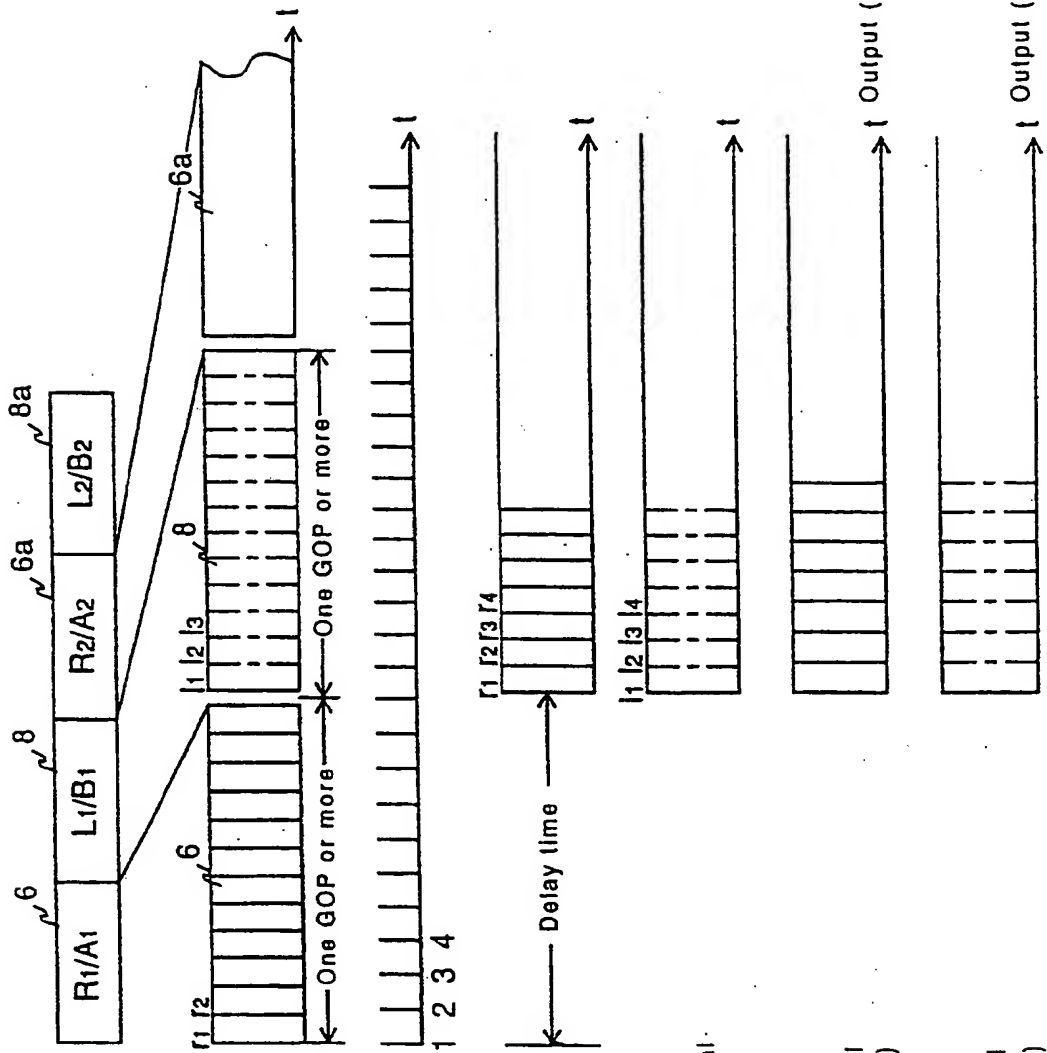 6 8 6a 8a
R1/A1 L1/B1 R2/A2 L2/B2
r1 r2 6 l1 l2 l3 8 6a t
One GOP or more One GOP or more
t
1 2 3 4
r1 r2 r3 r4
Delay time t
l1 l2 l3 l4
t
t Output (
t Output (